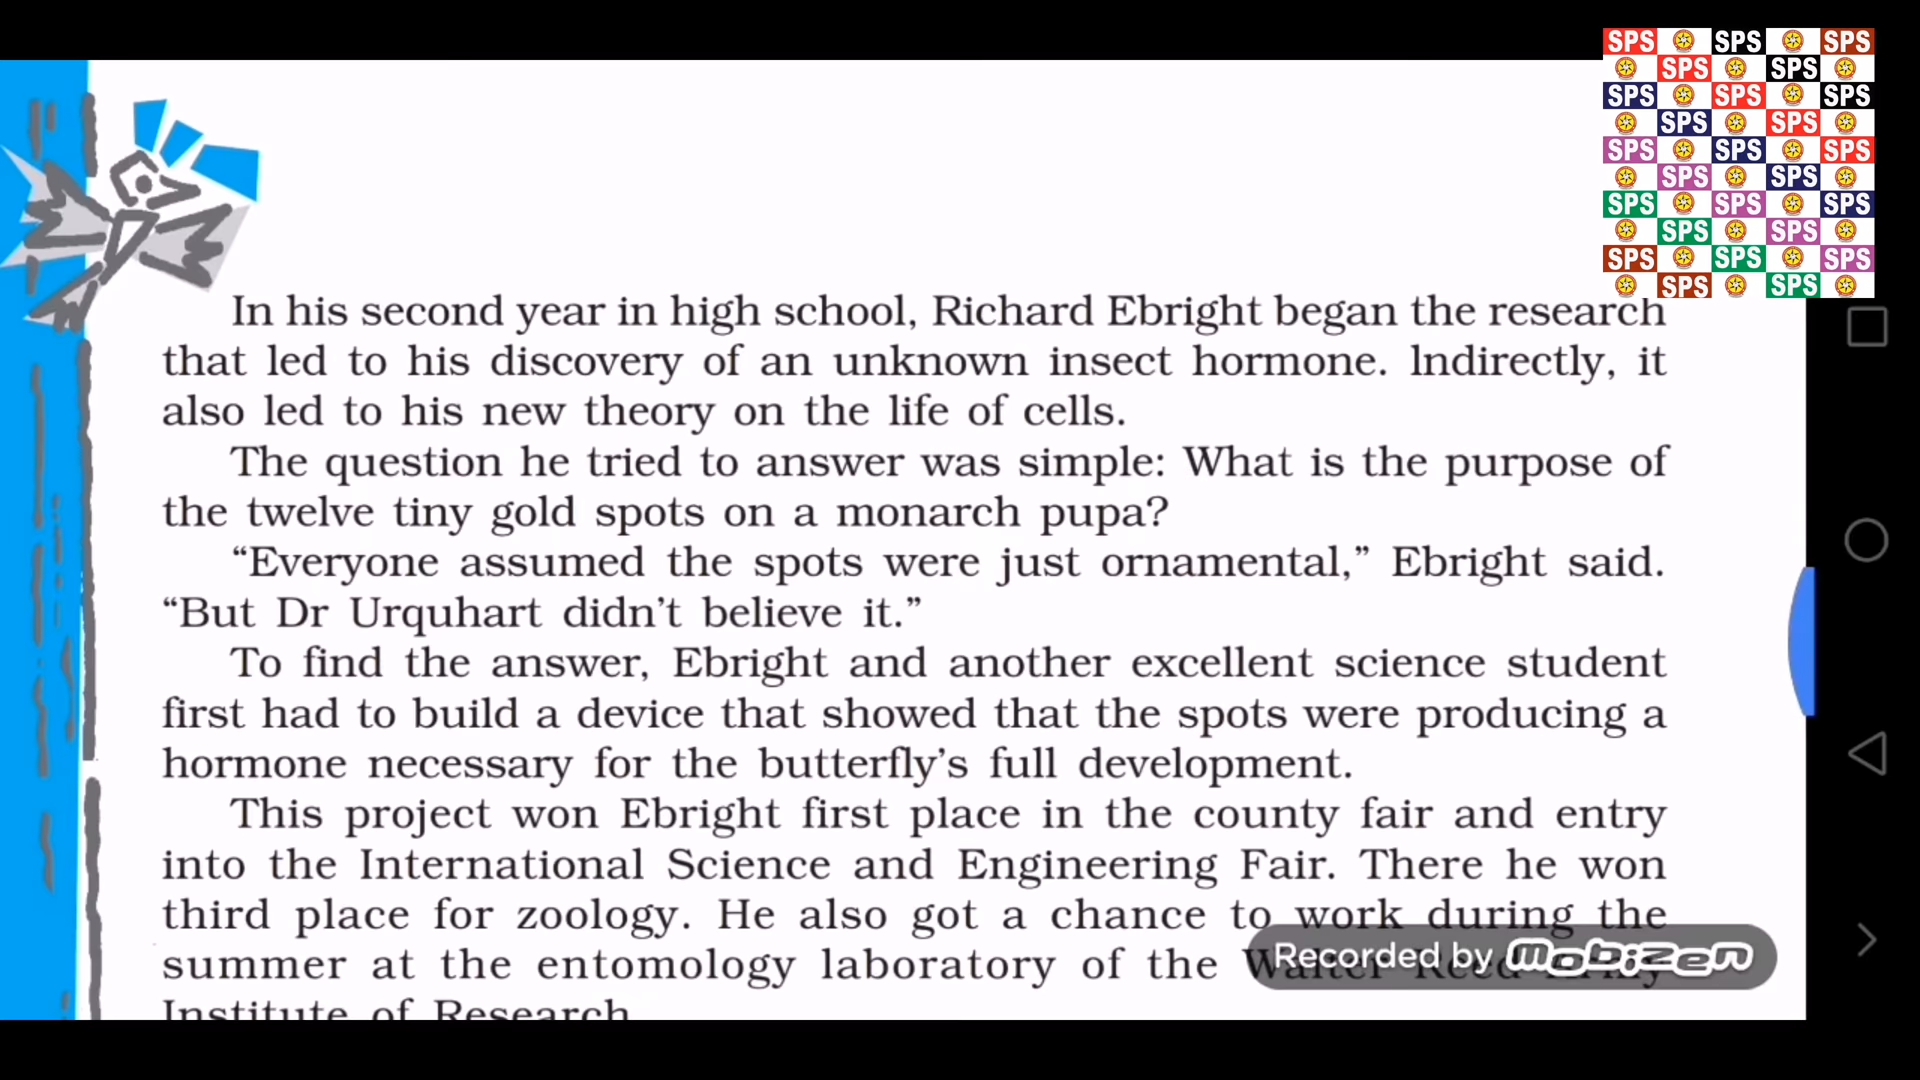 SPS SPS SPS
SPS SPS
SPS SPS SPS
SPS SPS
SPS SPS SPS
SPS SPS
SPS SPS SPS
SPS SPS
SPS SPS SPS
SPS SPS
In his second year in high school, Richard Ebright began the research
that led to his discovery of an unknown insect hormone. Indirectly, it
also led to his new theory on the life of cells.
The question he tried to answer was simple: What is the purpose of
the twelve tiny gold spots on a monarch pupa?
“Everyone assumed the spots were just ornamental,” Ebright said.
“But Dr Urquhart didn’t believe it.”
To find the answer, Ebright and another excellent science student
first had to build a device that showed that the spots were producing a
hormone necessary for the butterfly’s full development.
This project won Ebright first place in the county fair and entry
into the International Science and Engineering Fair. There he won
third place for zoology. He also got a chance to work during the
summer at the entomology laboratory of the Walter Reed Army
Recorded by Mobizen
Institute of Research